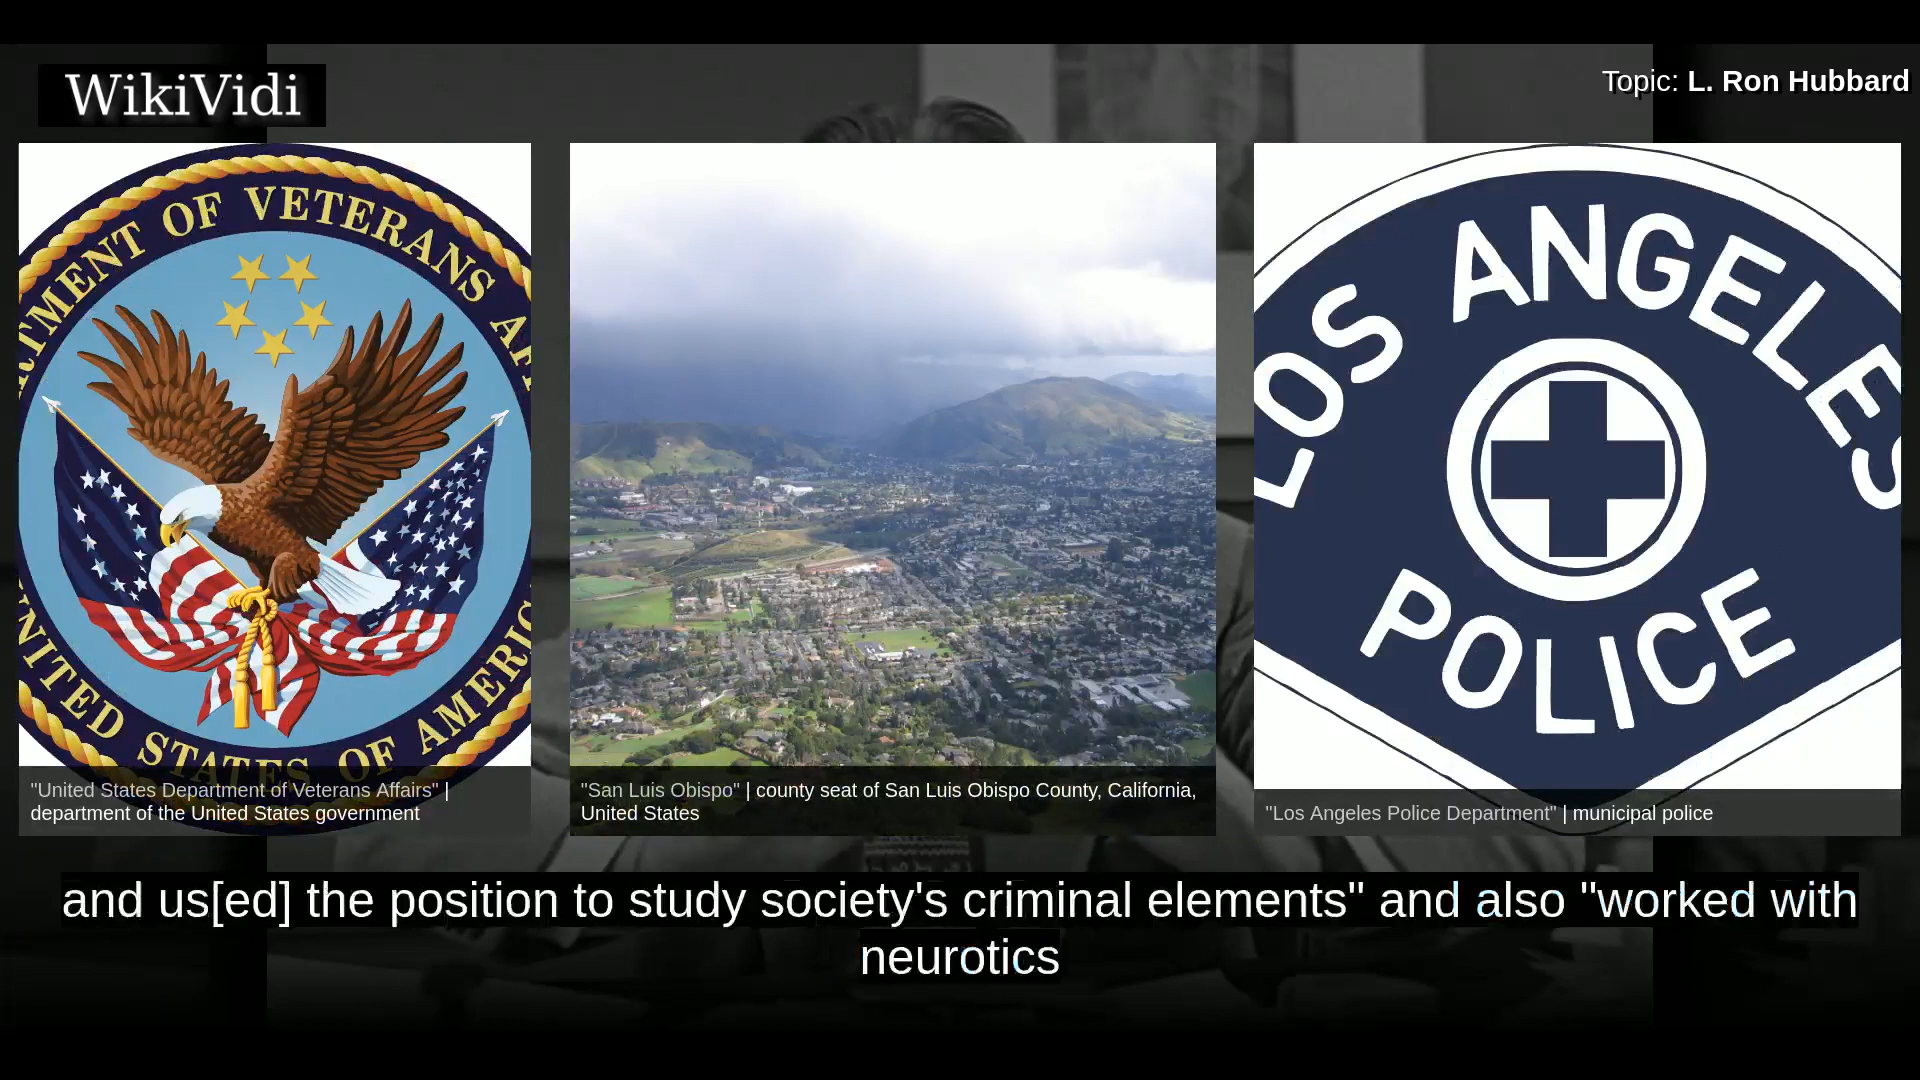 WikiVidi
Topic: L. Ron Hubbard
RTMENT OF VETERANS AF
UNITED STATES OF AMERIC
LOS ANGELES
POLICE
"United States Department of Veterans Affairs" |
department of the United States government
"San Luis Obispo" | county seat of San Luis Obispo County, California,
United States
"Los Angeles Police Department" | municipal police
and us[ed] the position to study society's criminal elements" and also "worked with
neurotics